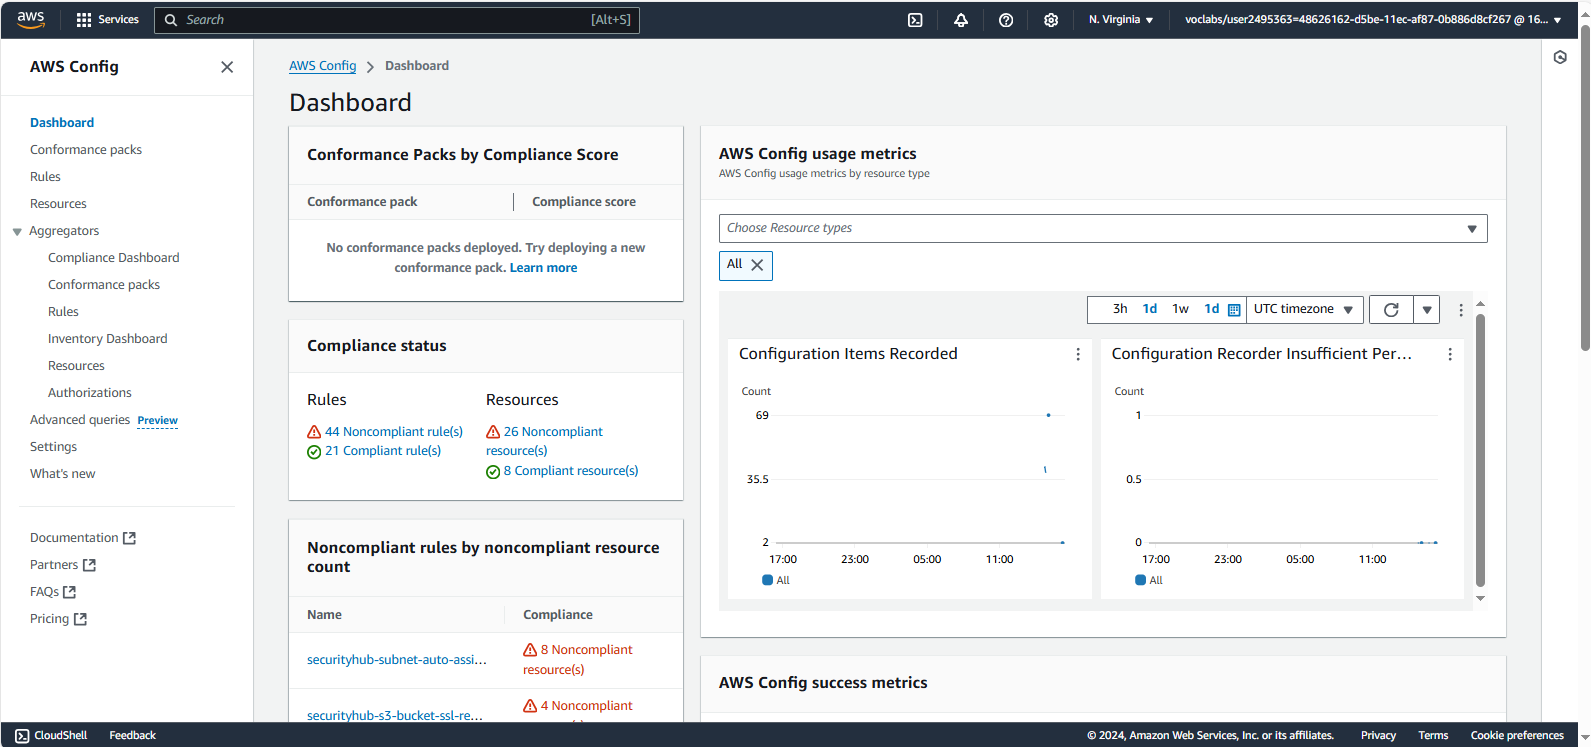 aws
Services
Search
[Alt+S]
N. Virginia
voclabs/user2495363=48626162-d5be-11ec-af87-0b886d8cf267 @ 16...
AWS Config
Dashboard
Conformance packs
Rules
Resources
Aggregators
Compliance Dashboard
Conformance packs
Rules
Inventory Dashboard
Resources
Authorizations
Advanced queries Preview
Settings
What's new
Documentation
Partners
FAQs
Pricing
AWS Config
Dashboard
Dashboard
Conformance Packs by Compliance Score
Conformance pack
Compliance score
No conformance packs deployed. Try deploying a new
conformance pack. Learn more
Compliance status
Rules
44 Noncompliant rule(s)
21 Compliant rule(s)
Resources
26 Noncompliant
resource(s)
8 Compliant resource(s)
Noncompliant rules by noncompliant resource
count
Name
Compliance
securityhub-subnet-auto-assi...
8 Noncompliant
resource(s)
securityhub-s3-bucket-ssl-re...
4 Noncompliant
AWS Config usage metrics
AWS Config usage metrics by resource type
Choose Resource types
All
3h
1d
1w
1d
UTC timezone
Configuration Items Recorded
Count
69
35.5
2
17:00
23:00
05:00
11:00
All
Configuration Recorder Insufficient Per...
Count
1
0.5
0
17:00
23:00
05:00
11:00
All
AWS Config success metrics
CloudShell
Feedback
© 2024, Amazon Web Services, Inc. or its affiliates.
Privacy
Terms
Cookie preferences